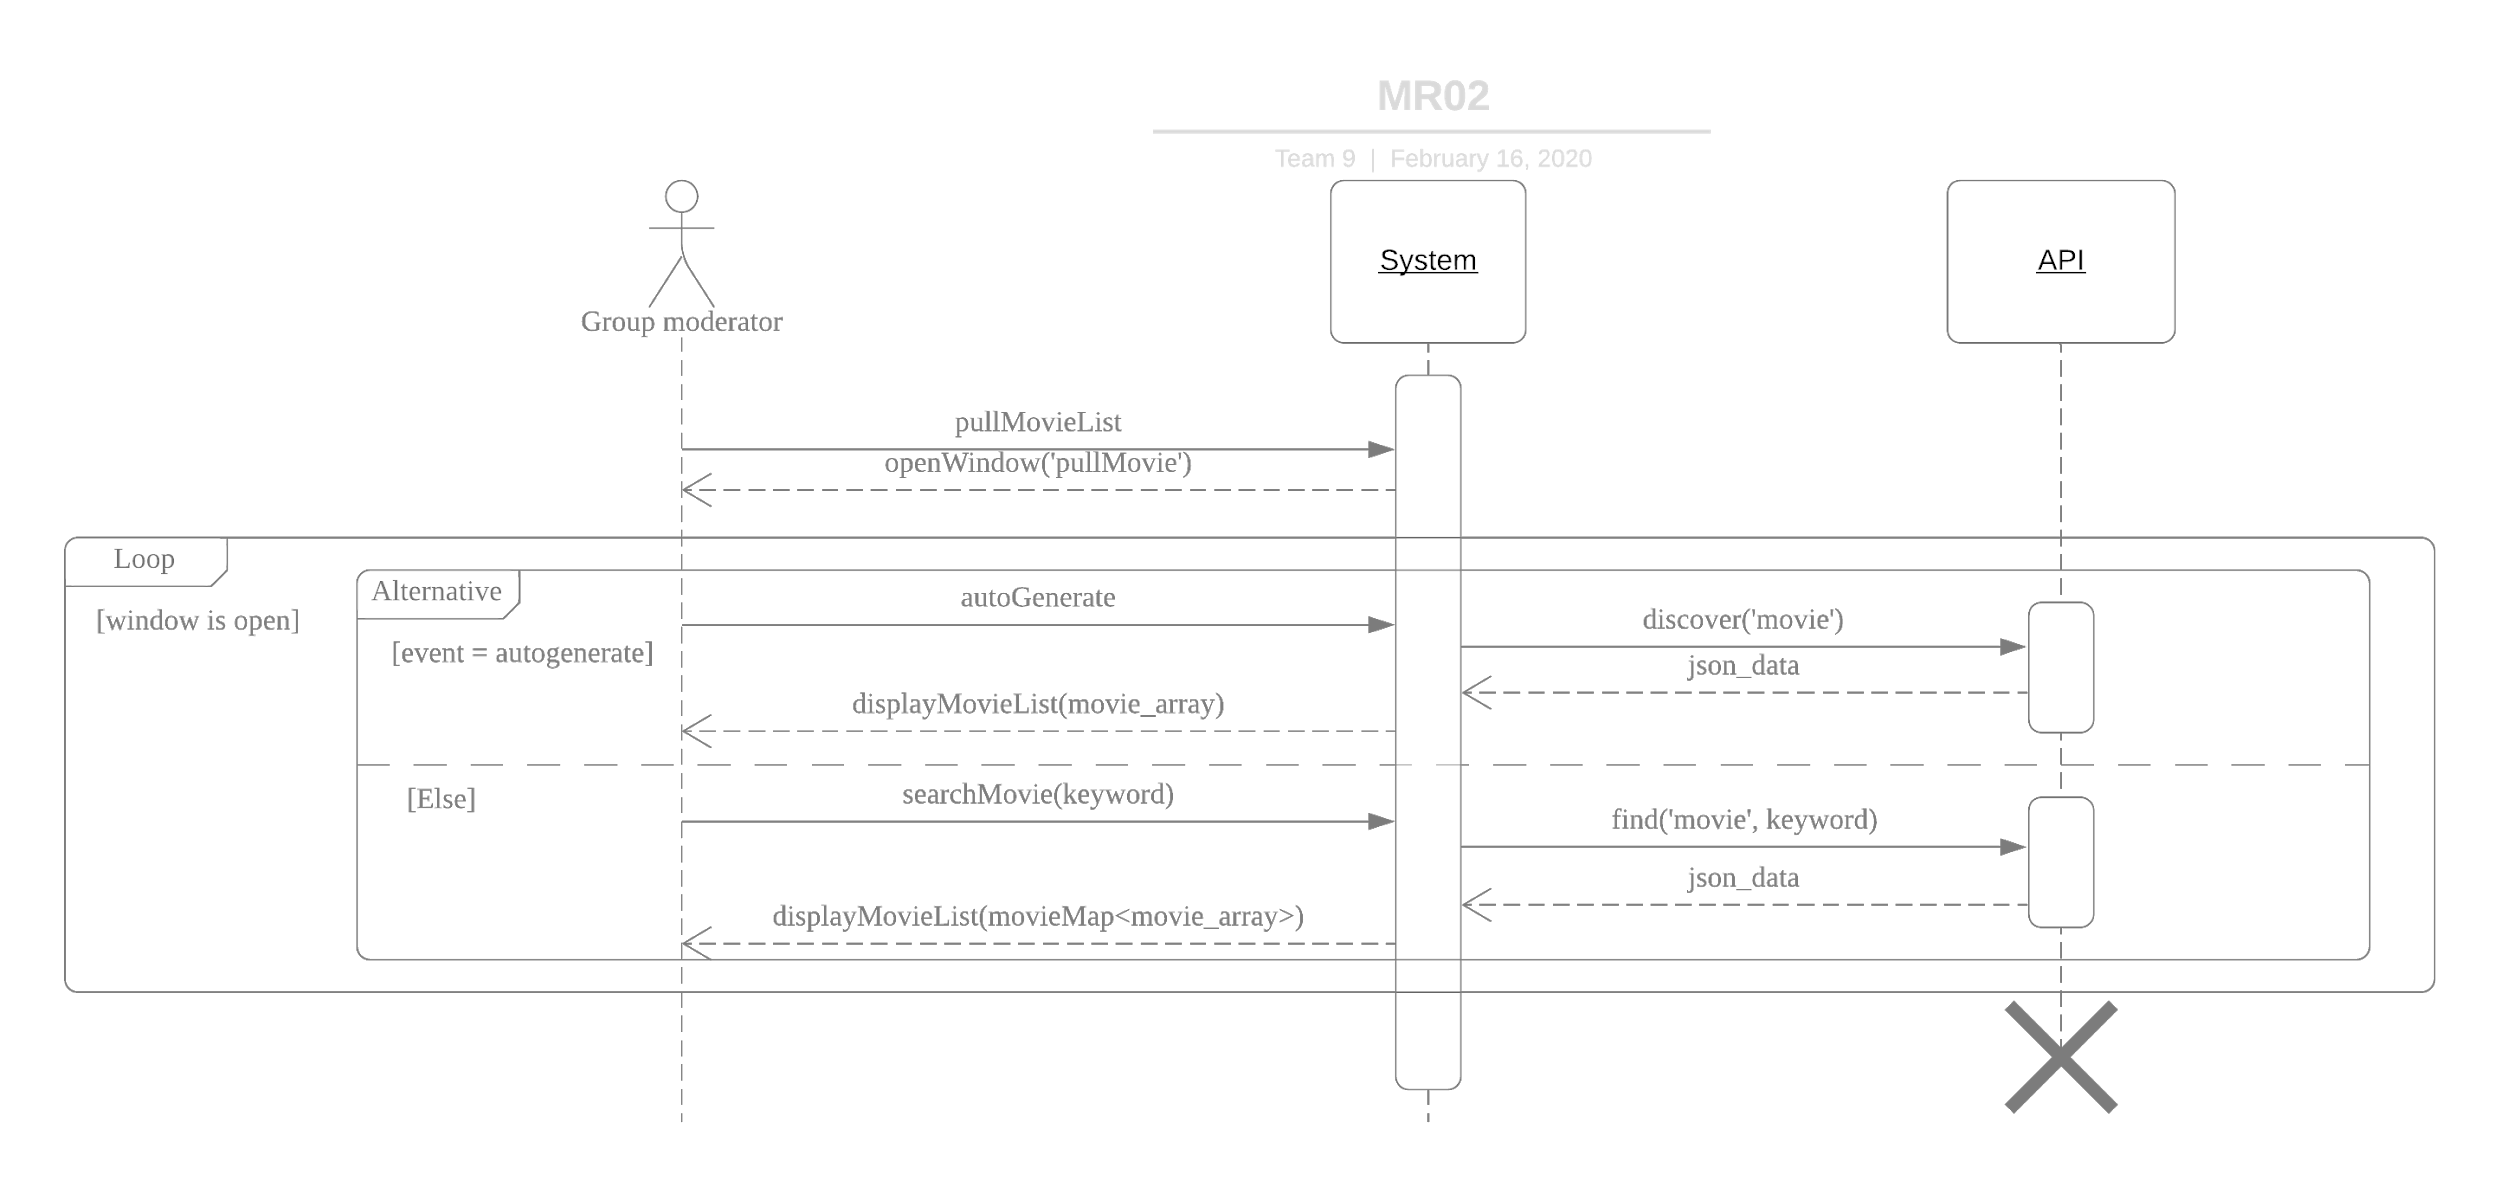 MR02
Team 9 | February 16, 2020
Group moderator
System
API
pullMovieList
openWindow('pullMovie')
Loop
[window is open]
Alternative
[event = autogenerate]
autoGenerate
discover('movie')
json_data
displayMovieList(movie_array)
[Else]
searchMovie(keyword)
find('movie', keyword)
json_data
displayMovieList(movieMap<movie_array>)